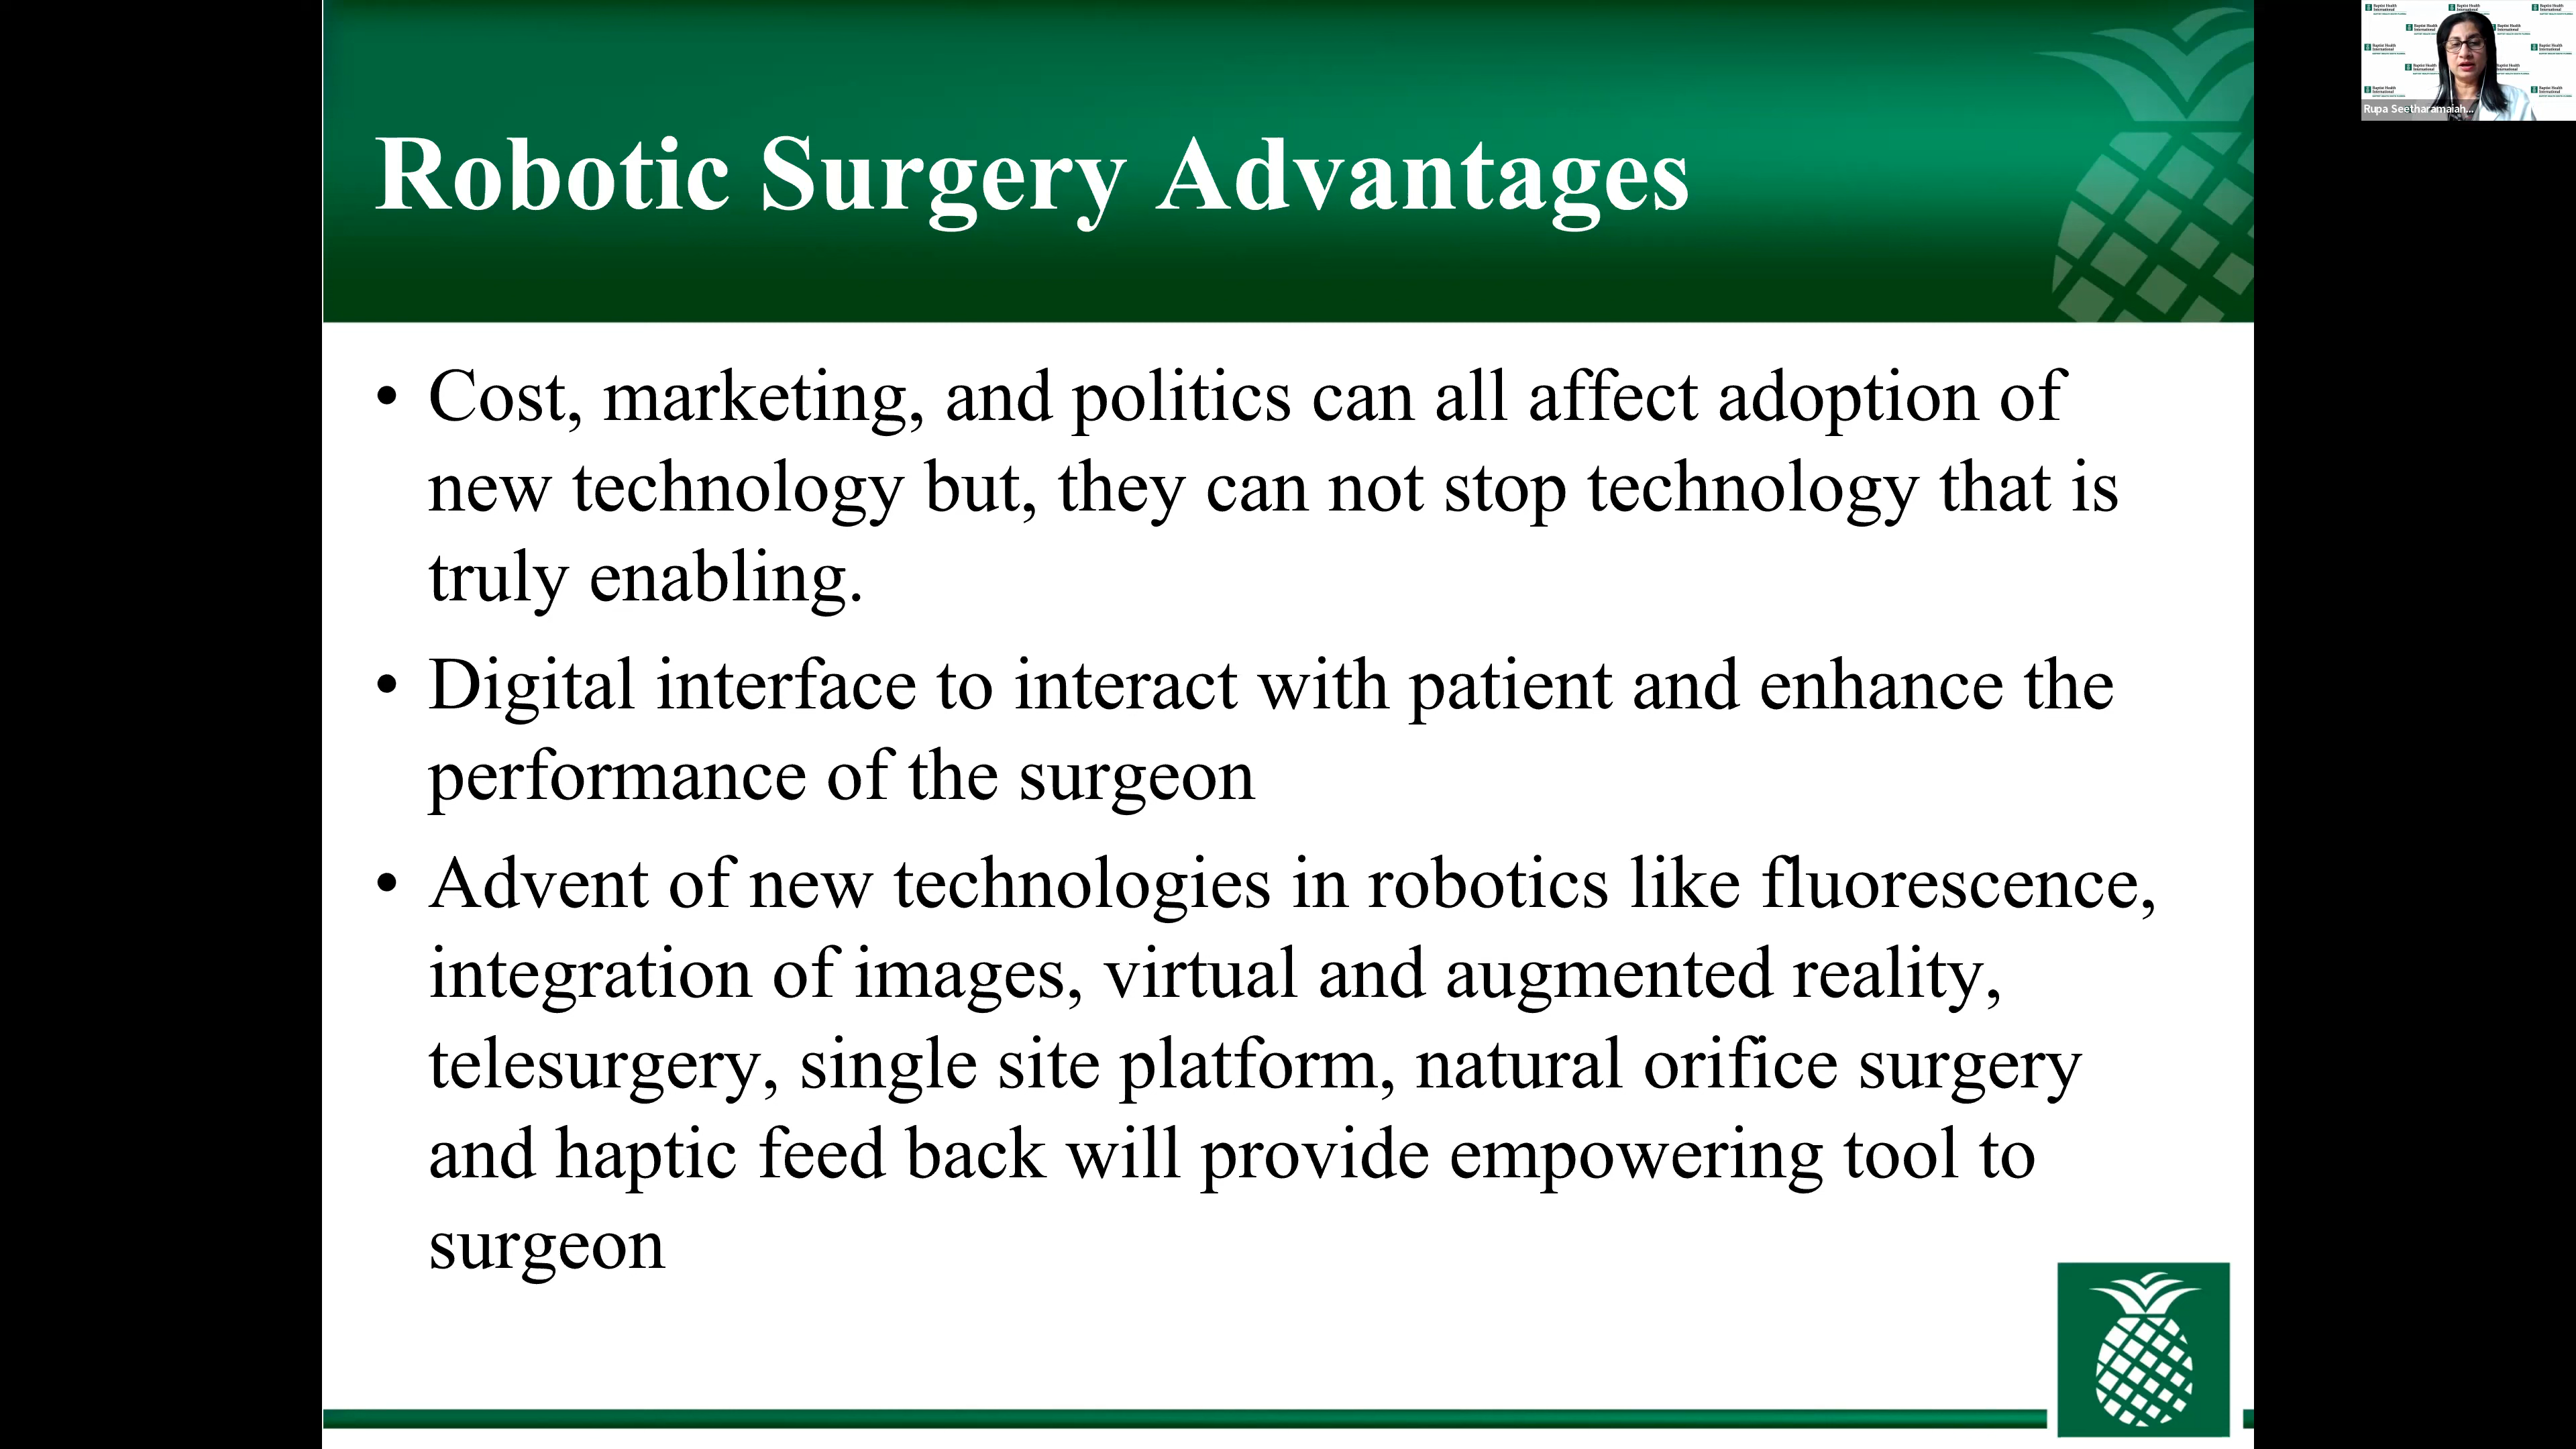 Robotic Surgery Advantages
• Cost, marketing, and politics can all affect adoption of
new technology but, they can not stop technology that is
truly enabling.
• Digital interface to interact with patient and enhance the
performance of the surgeon
• Advent of new technologies in robotics like fluorescence,
integration of images, virtual and augmented reality,
telesurgery, single site platform, natural orifice surgery
and haptic feed back will provide empowering tool to
surgeon
Baptist Health
International
Rupa Seetharamaiah...